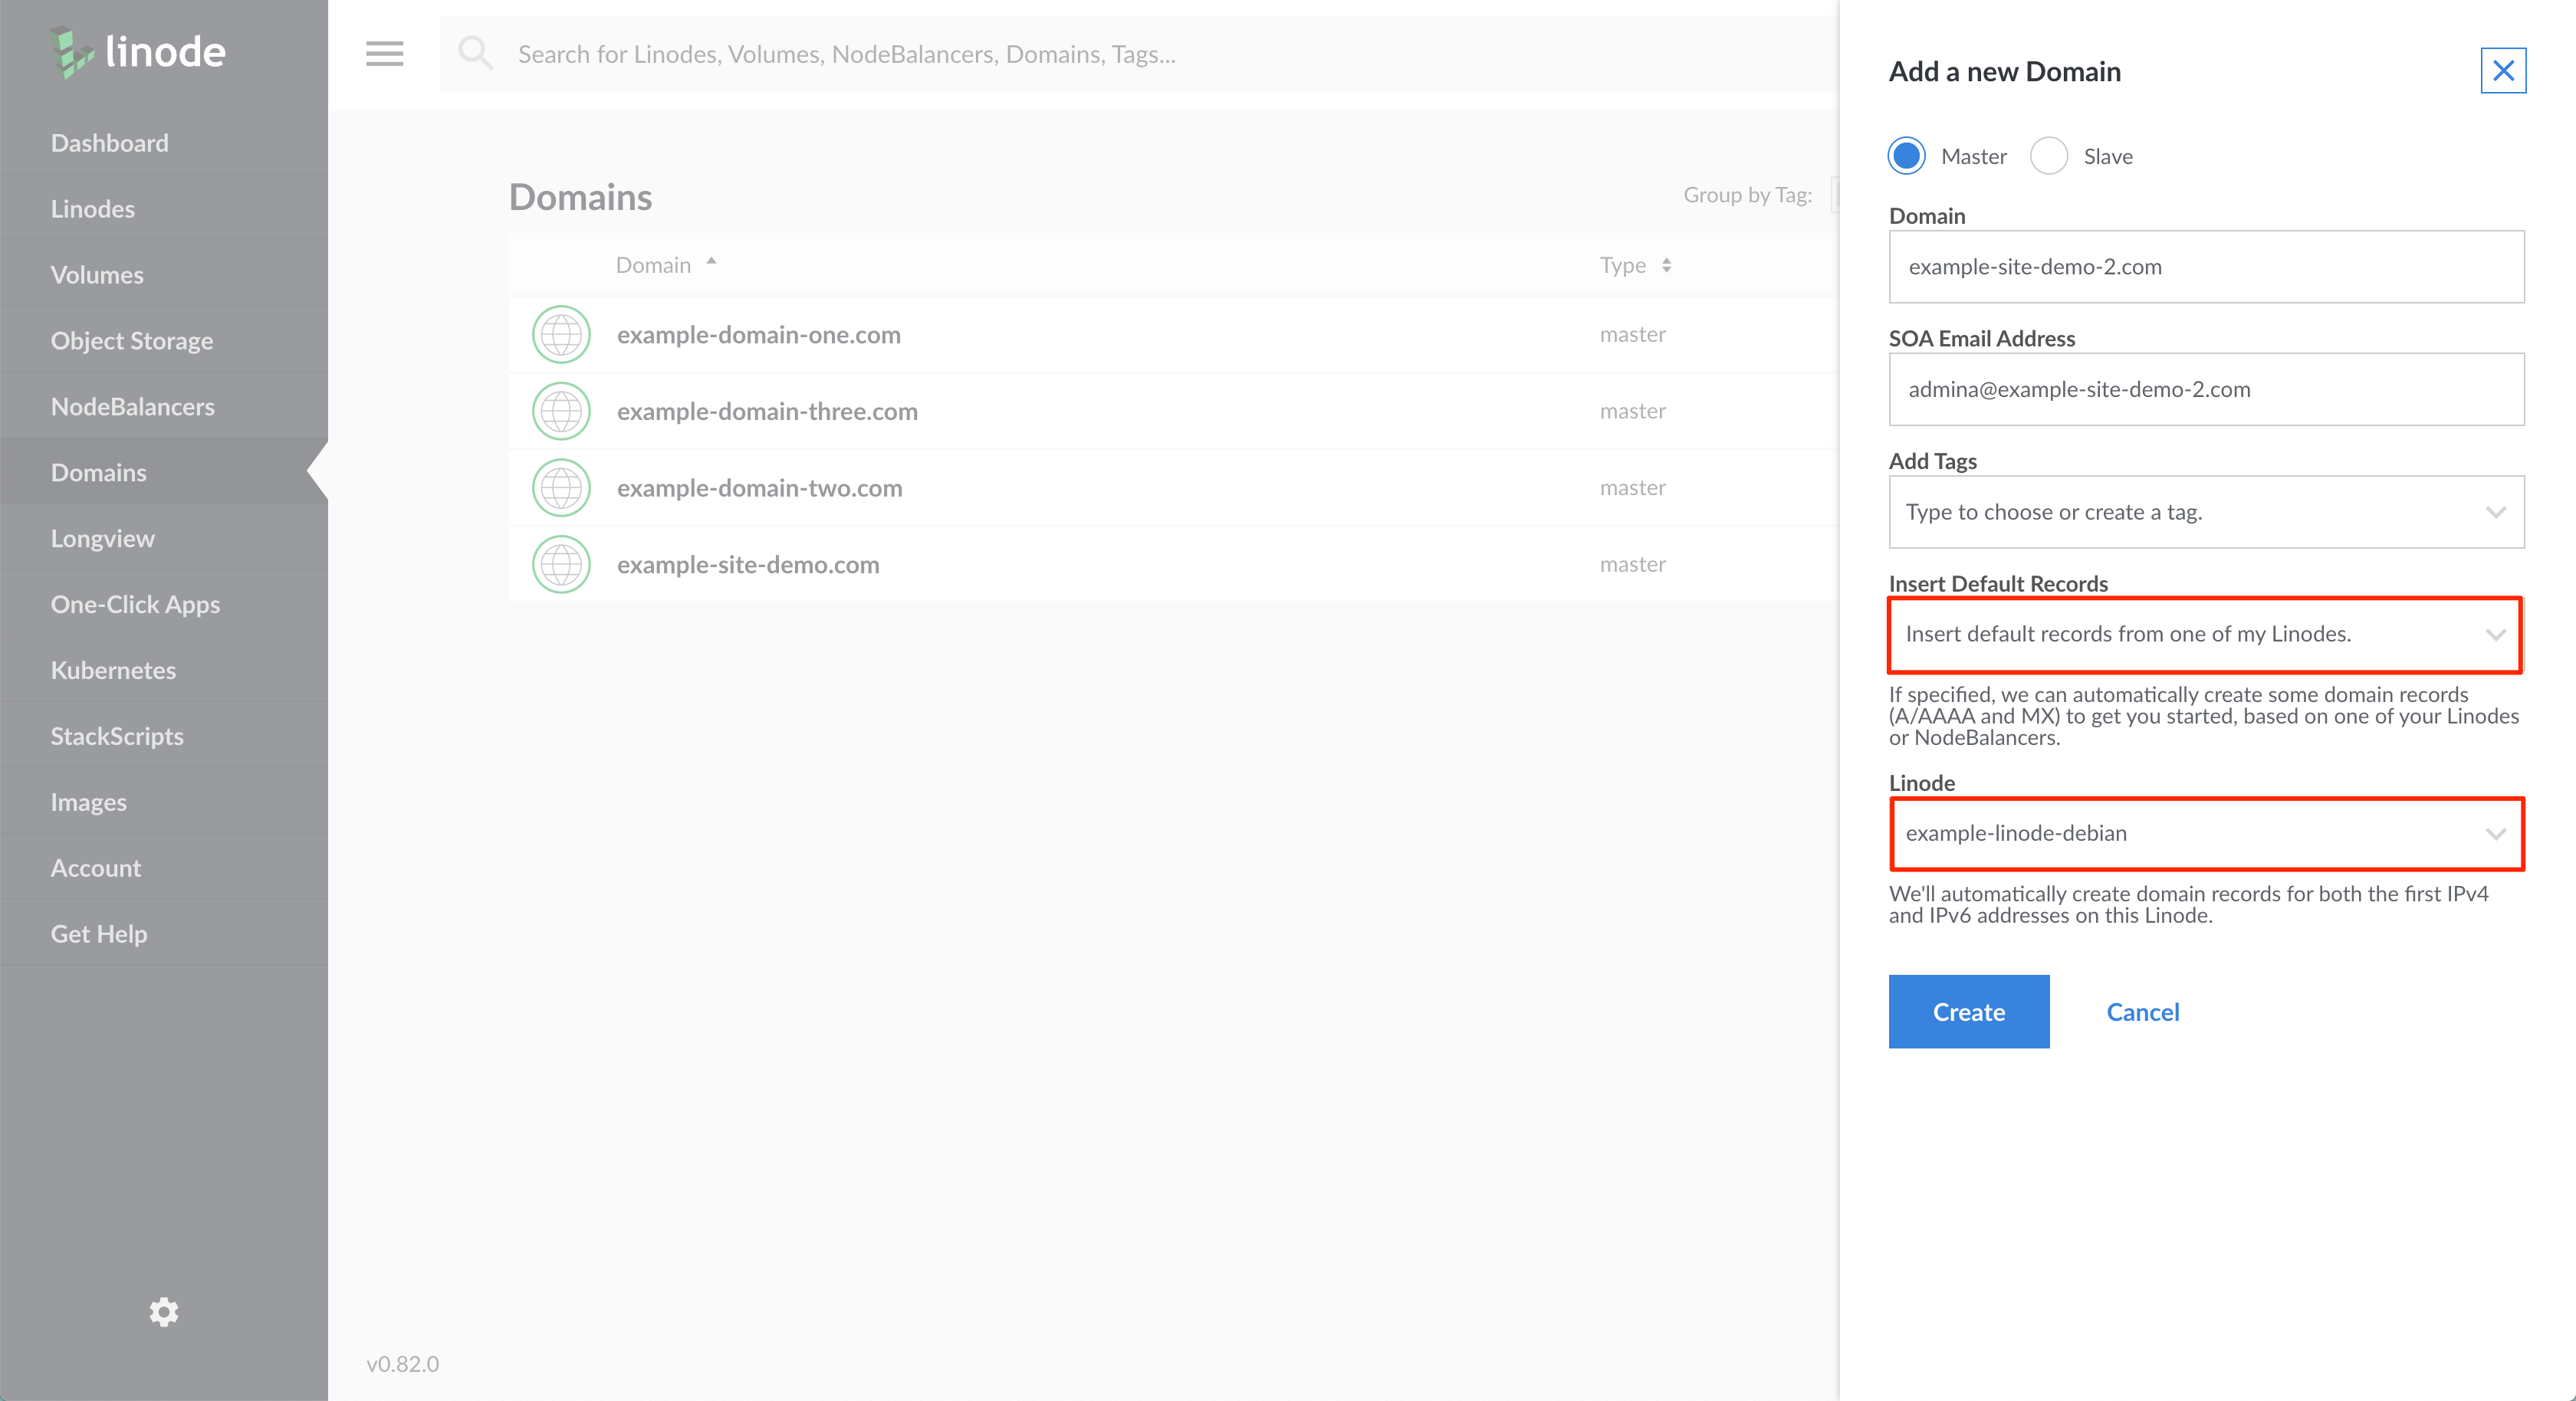 linode
Dashboard
Linodes
Volumes
Object Storage
NodeBalancers
Domains
Longview
One-Click Apps
Kubernetes
StackScripts
Images
Account
Get Help
Search for Linodes, Volumes, NodeBalancers, Domains, Tags...
Domains
Group by Tag:
Domain Type
example-domain-one.com master
example-domain-three.com master
example-domain-two.com master
example-site-demo.com master
v0.82.0
Add a new Domain
Master Slave
Domain
example-site-demo-2.com
SOA Email Address
admina@example-site-demo-2.com
Add Tags
Type to choose or create a tag.
Insert Default Records
Insert default records from one of my Linodes.
If specified, we can automatically create some domain records
(A/AAAA and MX) to get you started, based on one of your Linodes
or NodeBalancers.
Linode
example-linode-debian
We'll automatically create domain records for both the first IPv4
and IPv6 addresses on this Linode.
Create Cancel